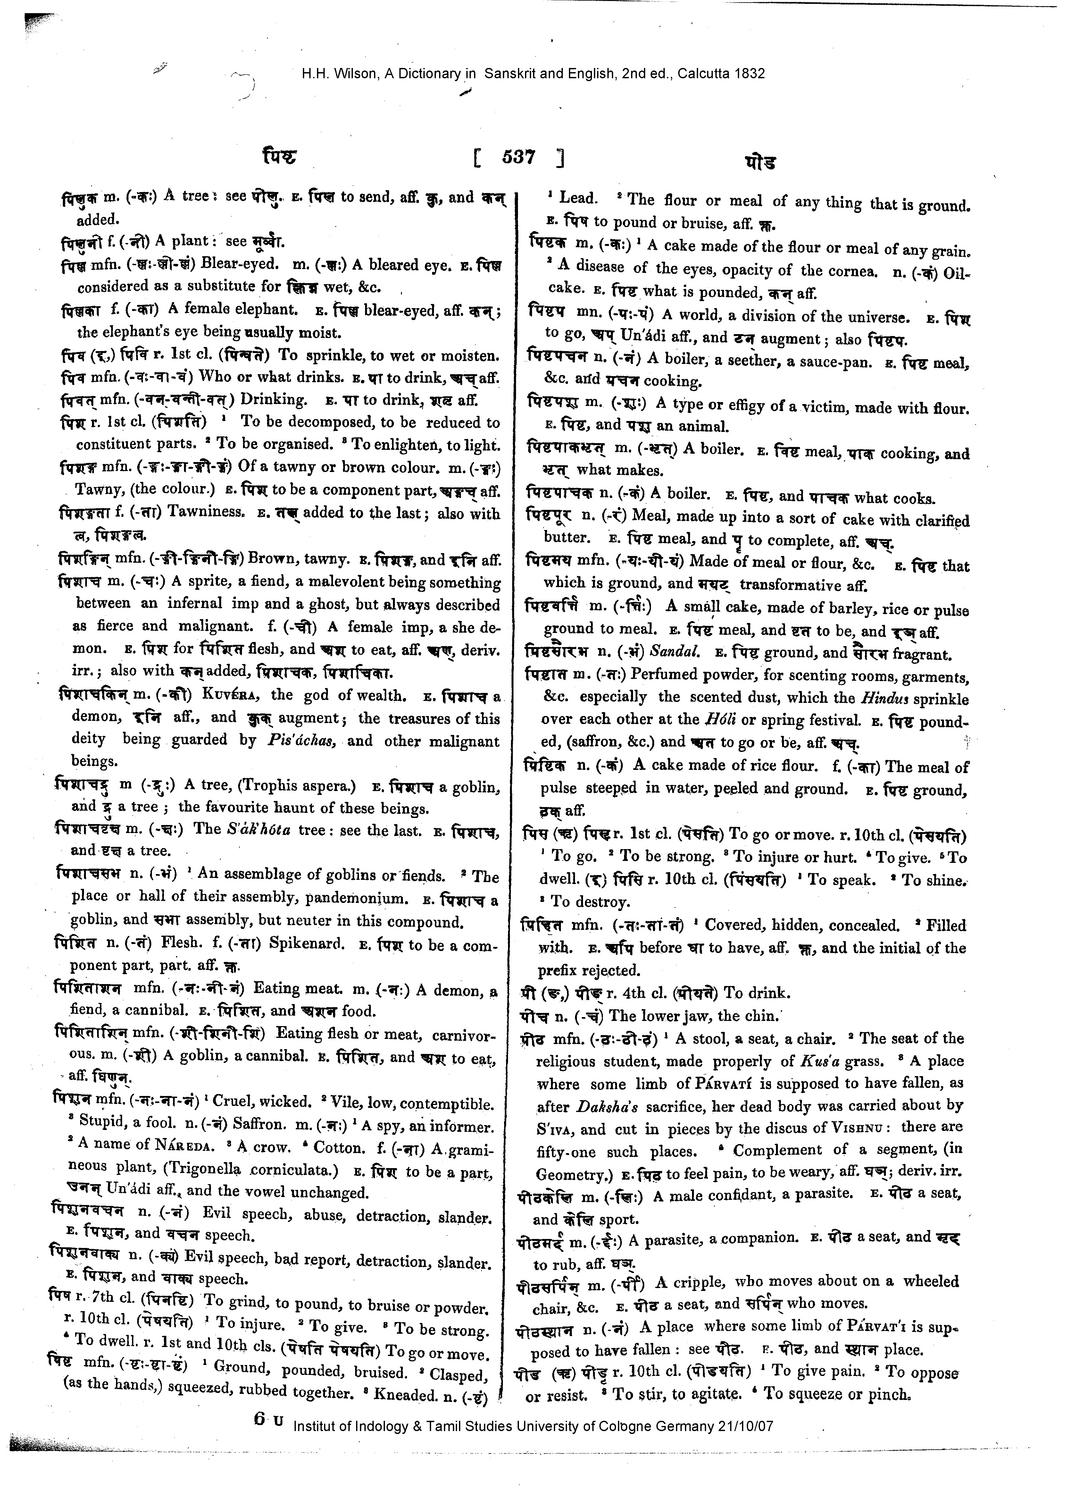 H.H. Wilson, A Dictionary in Sanskrit and English, 2nd ed., Calcutta 1832
पिष्ट
[ 537 ]
पीड
पिलुक m. (-कः) A tree: see पीलु. E. पिल to send, aff. कु, and कन्
added.
पिलुनी f. (-नी) A plant: see मूर्व्वा.
पिल्ल mfn. (-ल्लः-ल्ली-ल्लं) Blear-eyed. m. (-ल्लः) A bleared eye. E. पिल्ल
considered as a substitute for क्लिन्न wet, &c.
पिल्लका f. (-का) A female elephant. E. पिल्ल blear-eyed, aff. कन्;
the elephant's eye being usually moist.
पिव (इ,) पिवि r. 1st cl. (पिन्वते) To sprinkle, to wet or moisten.
पिव mfn. (-वः-वा-वं) Who or what drinks. E. पा to drink, अच् aff.
पिवत् mfn. (-वन्-वन्ती-वत्) Drinking. E. पा to drink, शतृ aff.
पिश r. 1st cl. (पिशति) ¹ To be decomposed, to be reduced to
constituent parts. ² To be organised. ³ To enlighten, to light.
पिशङ्ग mfn. (-ङ्गः-ङ्गा-ङ्गी-ङ्गं) Of a tawny or brown colour. m. (-ङ्गः)
Tawny, (the colour.) E. पिश् to be a component part, अङ्गच् aff.
पिशङ्गता f. (-ता) Tawniness. E. तल् added to the last; also with
त्व, पिशङ्गत्व.
पिशङ्गिन् mfn. (-ङ्गी-ङ्गिनी-ङ्गि) Brown, tawny. E. पिशङ्ग, and इनि aff.
पिशाच m. (-चः) A sprite, a fiend, a malevolent being something
between an infernal imp and a ghost, but always described
as fierce and malignant. f. (-ची) A female imp, a she de-
mon. E. पिश for पिशित flesh, and अश to eat, aff. अण्, deriv.
irr.; also with कन् added, पिशाचक, पिशाचिका.
पिशाचकिन् m. (-की) KUVÉRA, the god of wealth. E. पिशाच a
demon, इनि aff., and कुक् augment; the treasures of this
deity being guarded by Pis'áchas, and other malignant
beings.
पिशाचद्रु m (-द्रुः) A tree, (Trophis aspera.) E. पिशाच a goblin,
and द्रु a tree; the favourite haunt of these beings.
पिशाचवृक्ष m. (-क्षः) The S'ák'hóta tree: see the last. E. पिशाच,
and वृक्ष a tree.
पिशाचसभ n. (-भं) ¹ An assemblage of goblins or fiends. ² The
place or hall of their assembly, pandemonium. E. पिशाच a
goblin, and सभा assembly, but neuter in this compound.
पिशित n. (-तं) Flesh. f. (-ता) Spikenard. E. पिश to be a com-
ponent part, part. aff. क्त.
पिशिताशन mfn. (-नः-नी-नं) Eating meat. m. (-नः) A demon, a
fiend, a cannibal. E. पिशित, and अशन food.
पिशिताशिन् mfn. (-शी-शिनी-शि) Eating flesh or meat, carnivor-
ous. m. (-शी) A goblin, a cannibal. E. पिशित, and अश to eat,
aff. घिणुन्.
पिशुन mfn. (-नः-ना-नं) ¹ Cruel, wicked. ² Vile, low, contemptible.
³ Stupid, a fool. n. (-नं) Saffron. m. (-नः) ¹ A spy, an informer.
² A name of NÁREDA. ³ A crow. ⁴ Cotton. f. (-ना) A grami-
neous plant, (Trigonella corniculata.) E. पिश् to be a part,
उनन् Un'ádi aff., and the vowel unchanged.
पिशुनवचन n. (-नं) Evil speech, abuse, detraction, slander.
E. पिशुन, and वचन speech.
पिशुनवाक्य n. (-क्यं) Evil speech, bad report, detraction, slander.
E. पिशुन, and वाक्य speech.
पिष r. 7th cl. (पिनष्टि) To grind, to pound, to bruise or powder.
r. 10th cl. (पेषयति) ¹ To injure. ² To give. ³ To be strong.
⁴ To dwell. r. 1st and 10th cls. (पेषति पेषयति) To go or move.
पिष्ट mfn. (-ष्टः-ष्टा-ष्टं) ¹ Ground, pounded, bruised. ² Clasped,
(as the hands,) squeezed, rubbed together. ³ Kneaded. n. (-ष्टं)
¹ Lead. ² The flour or meal of any thing that is ground.
E. पिष to pound or bruise, aff. क्त.
पिष्टक m. (-कः) ¹ A cake made of the flour or meal of any grain.
² A disease of the eyes, opacity of the cornea. n. (-कं) Oil-
cake. E. पिष्ट what is pounded, कन् aff.
पिष्टप mn. (-पः-पं) A world, a division of the universe. E. पिश
to go, अप् Un'ádi aff., and टन् augment; also पिष्टप.
पिष्टपचन n. (-नं) A boiler, a seether, a sauce-pan. E. पिष्ट meal,
&c. and पचन cooking.
पिष्टपशु m. (-शुः) A type or effigy of a victim, made with flour.
E. पिष्ट, and पशु an animal.
पिष्टपाकभृत् m. (-भृत्) A boiler. E. पिष्ट meal, पाक cooking, and
भृत् what makes.
पिष्टपाचक n. (-कं) A boiler. E. पिष्ट, and पाचक what cooks.
पिष्टपूर n. (-रं) Meal, made up into a sort of cake with clarified
butter. E. पिष्ट meal, and पृ to complete, aff. अच्.
पिष्टमय mfn. (-यः-यी-यं) Made of meal or flour, &c. E. पिष्ट that
which is ground, and मयट् transformative aff.
पिष्टवर्त्ति m. (-र्त्तिः) A small cake, made of barley, rice or pulse
ground to meal. E. पिष्ट meal, and वृत to be, and इञ् aff.
पिष्टसौरभ n. (-भं) Sandal. E. पिष्ट ground, and सौरभ fragrant.
पिष्टात m. (-तः) Perfumed powder, for scenting rooms, garments,
&c. especially the scented dust, which the Hindus sprinkle
over each other at the Hóli or spring festival. E. पिष्ट pound-
ed, (saffron, &c.) and अत to go or be, aff. अच्.
पिष्टिक n. (-कं) A cake made of rice flour. f. (-का) The meal of
pulse steeped in water, peeled and ground. E. पिष्ट ground,
ठक् aff.
पिस (ऋ) पिसृ r. 1st cl. (पेसति) To go or move. r. 10th cl. (पेसयति)
¹ To go. ² To be strong. ³ To injure or hurt. ⁴ To give. ⁵ To
dwell. (इ) पिसि r. 10th cl. (पिंसयति) ¹ To speak. ² To shine.
³ To destroy.
पिहित mfn. (-तः-ता-तं) ¹ Covered, hidden, concealed. ² Filled
with. E. अपि before धा to have, aff. क्त, and the initial of the
prefix rejected.
पी (ङ,) पीङ r. 4th cl. (पीयते) To drink.
पीच n. (-चं) The lower jaw, the chin.
पीठ mfn. (-ठः-ठी-ठं) ¹ A stool, a seat, a chair. ² The seat of the
religious student, made properly of Kus'a grass. ³ A place
where some limb of PÁRVATÍ is supposed to have fallen, as
after Daksha's sacrifice, her dead body was carried about by
S'IVA, and cut in pieces by the discus of VISHNU: there are
fifty-one such places. ⁴ Complement of a segment, (in
Geometry.) E. पिठ to feel pain, to be weary, aff. घञ्; deriv. irr.
पीठकेलि m. (-लिः) A male confidant, a parasite. E. पीठ a seat,
and केलि sport.
पीठमर्द्द m. (-र्द्दः) A parasite, a companion. E. पीठ a seat, and मृद
to rub, aff. घञ्.
पीठसर्पिन् m. (-र्पी) A cripple, who moves about on a wheeled
chair, &c. E. पीठ a seat, and सर्पिन् who moves.
पीठस्थान n. (-नं) A place where some limb of PÁRVAT'I is sup-
posed to have fallen: see पीठ. E. पीठ, and स्थान place.
पीड (ऋ) पीडृ r. 10th cl. (पीडयति) ¹ To give pain. ² To oppose
or resist. ³ To stir, to agitate. ⁴ To squeeze or pinch.
6 U
Institut of Indology & Tamil Studies University of Cologne Germany 21/10/07